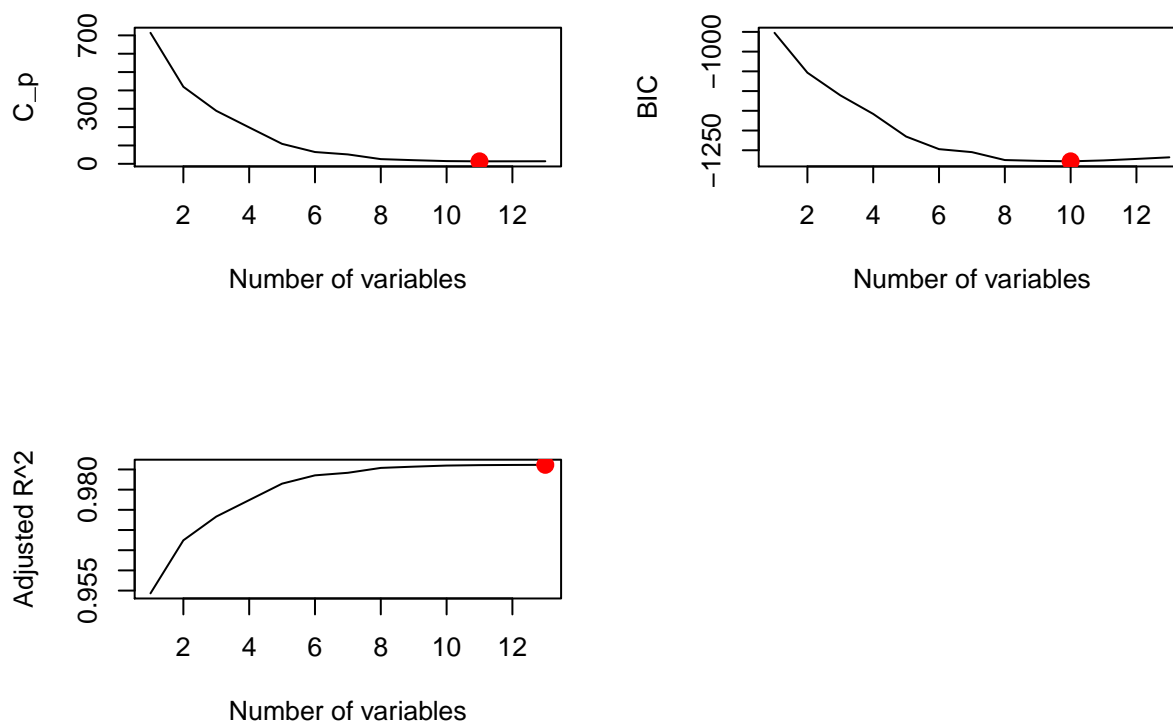 C_p
0 300 700
2 4 6 8 10 12
Number of variables
BIC
−1250 −1000
2 4 6 8 10 12
Number of variables
Adjusted R^2
0.955 0.980
2 4 6 8 10 12
Number of variables